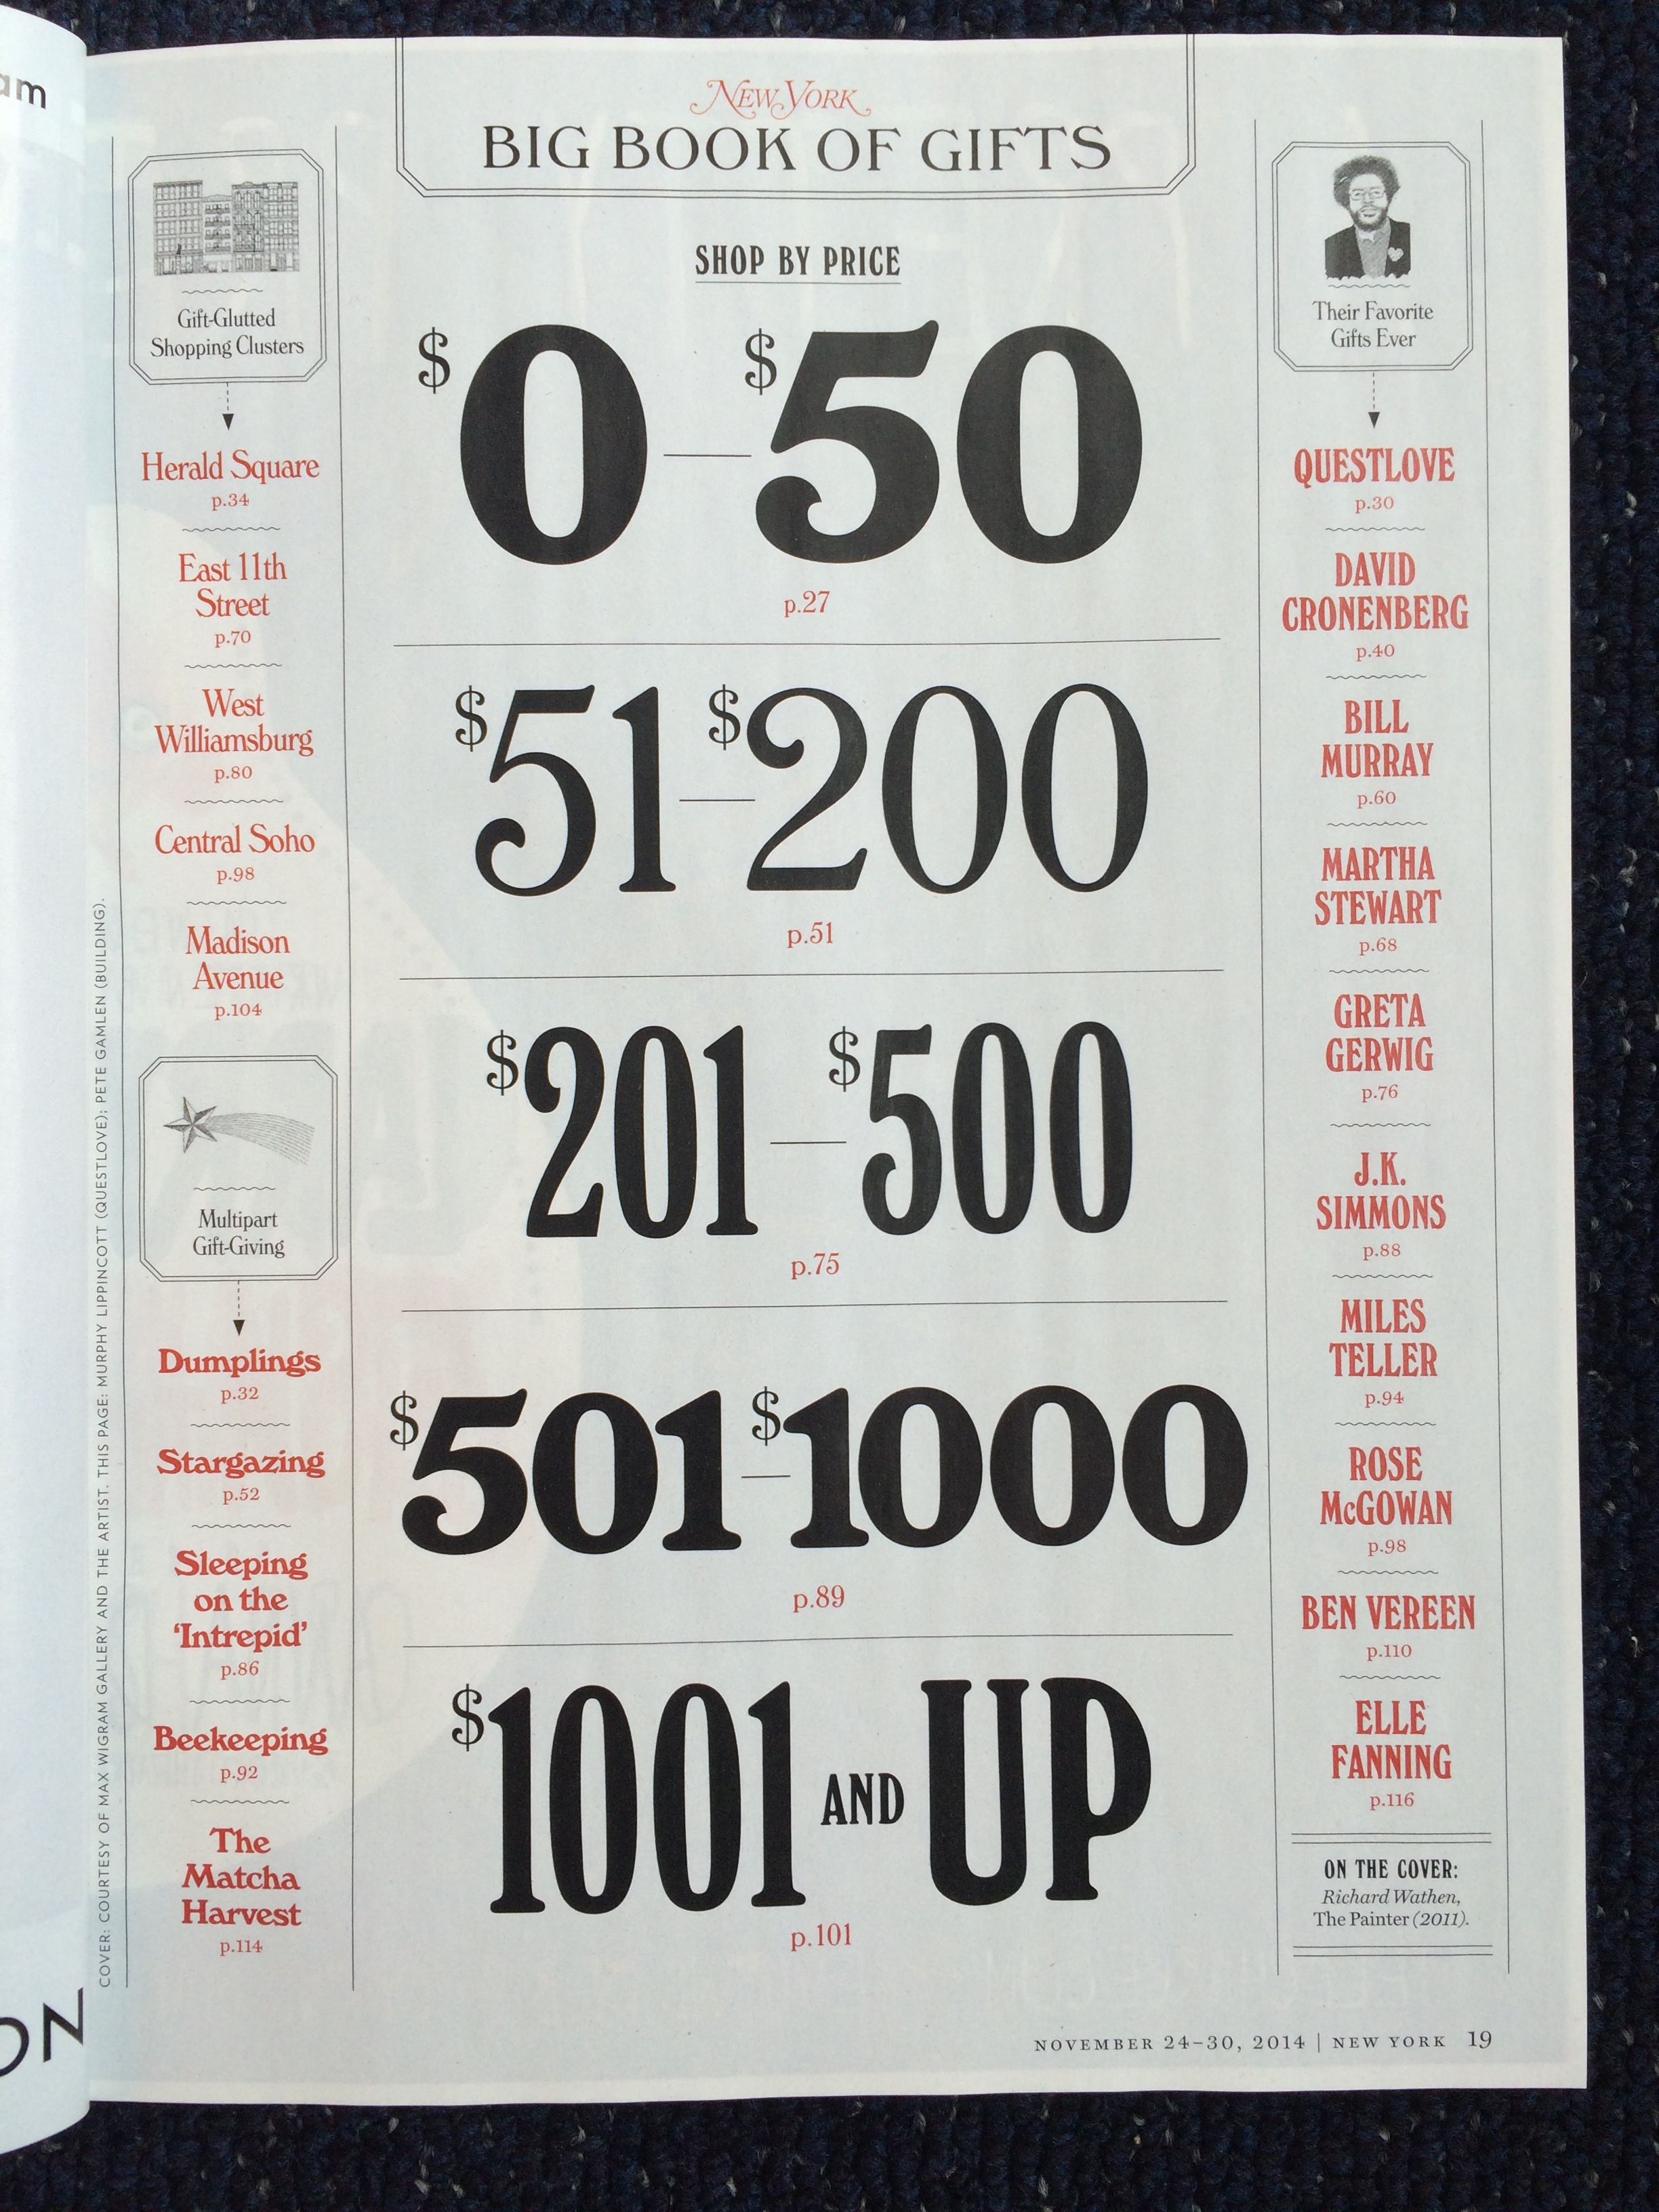 am
ON
NEW YORK
BIG BOOK OF GIFTS
Gift-Glutted
Shopping Clusters
Herald Square
p.34
East 11th
Street
p.70
West
Williamsburg
p.80
Central Soho
p.98
Madison
Avenue
p.104
Multipart
Gift-Giving
Dumplings
p.32
Stargazing
p.52
Sleeping
on the
‘Intrepid’
p.86
Beekeeping
p.92
The
Matcha
Harvest
p.114
COVER: COURTESY OF MAX WIGRAM GALLERY AND THE ARTIST. THIS PAGE: MURPHY LIPPINCOTT (QUESTLOVE); PETE GAMLEN (BUILDING).
SHOP BY PRICE
$0–$50
p.27
$51–$200
p.51
$201–$500
p.75
$501–$1000
p.89
$1001 AND UP
p.101
Their Favorite
Gifts Ever
QUESTLOVE
p.30
DAVID
CRONENBERG
p.40
BILL
MURRAY
p.60
MARTHA
STEWART
p.68
GRETA
GERWIG
p.76
J.K.
SIMMONS
p.88
MILES
TELLER
p.94
ROSE
McGOWAN
p.98
BEN VEREEN
p.110
ELLE
FANNING
p.116
ON THE COVER:
Richard Wathen,
The Painter (2011).
NOVEMBER 24–30, 2014 | NEW YORK 19